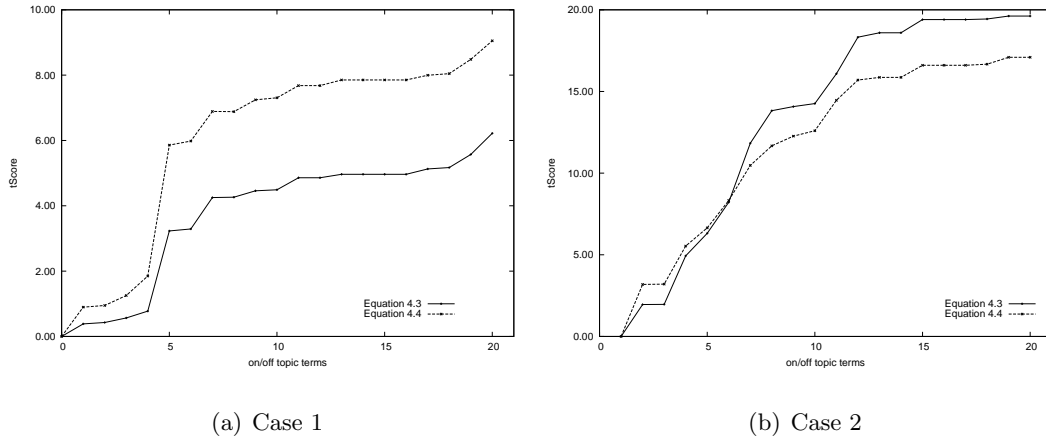 10.00
8.00
6.00
4.00
2.00
0.00
tScore
0 5 10 15 20
on/off topic terms
Equation 4.3
Equation 4.4
(a) Case 1
20.00
15.00
10.00
5.00
0.00
tScore
0 5 10 15 20
on/off topic terms
Equation 4.3
Equation 4.4
(b) Case 2